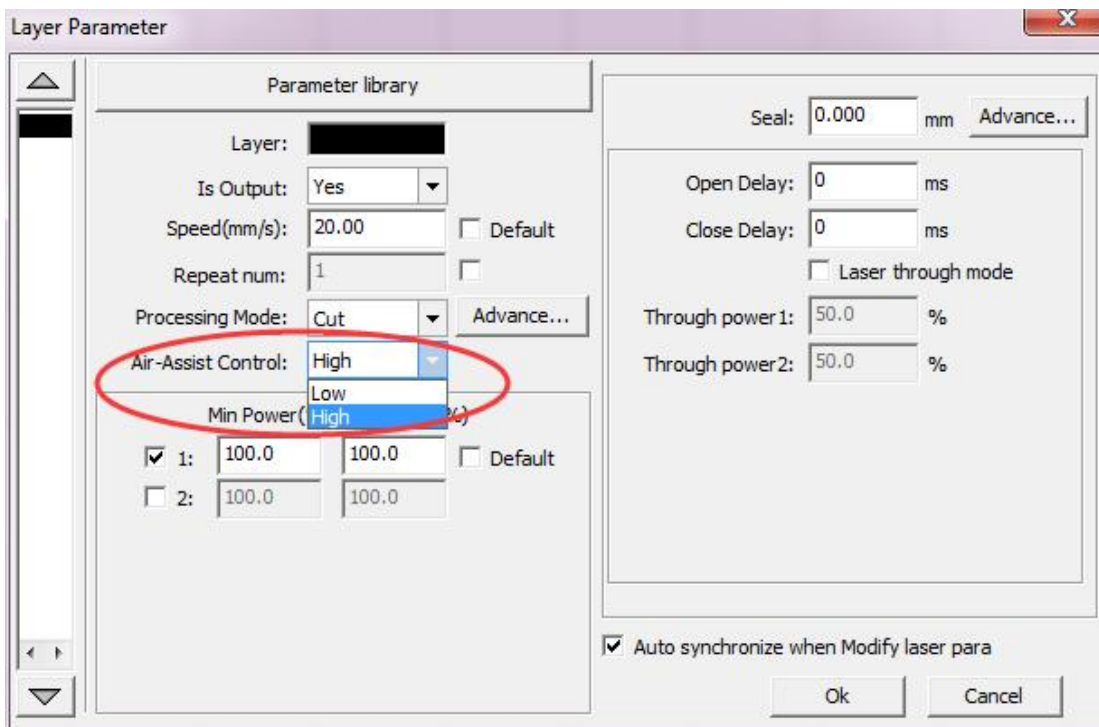 Layer Parameter
X
Parameter library
Layer:
Is Output: Yes
Speed(mm/s): 20.00 Default
Repeat num: 1
Processing Mode: Cut Advance...
Air-Assist Control: High
Low
High
Min Power( %)
1: 100.0 100.0 Default
2: 100.0 100.0
Seal: 0.000 mm Advance...
Open Delay: 0 ms
Close Delay: 0 ms
Laser through mode
Through power1: 50.0 %
Through power2: 50.0 %
Auto synchronize when Modify laser para
Ok Cancel